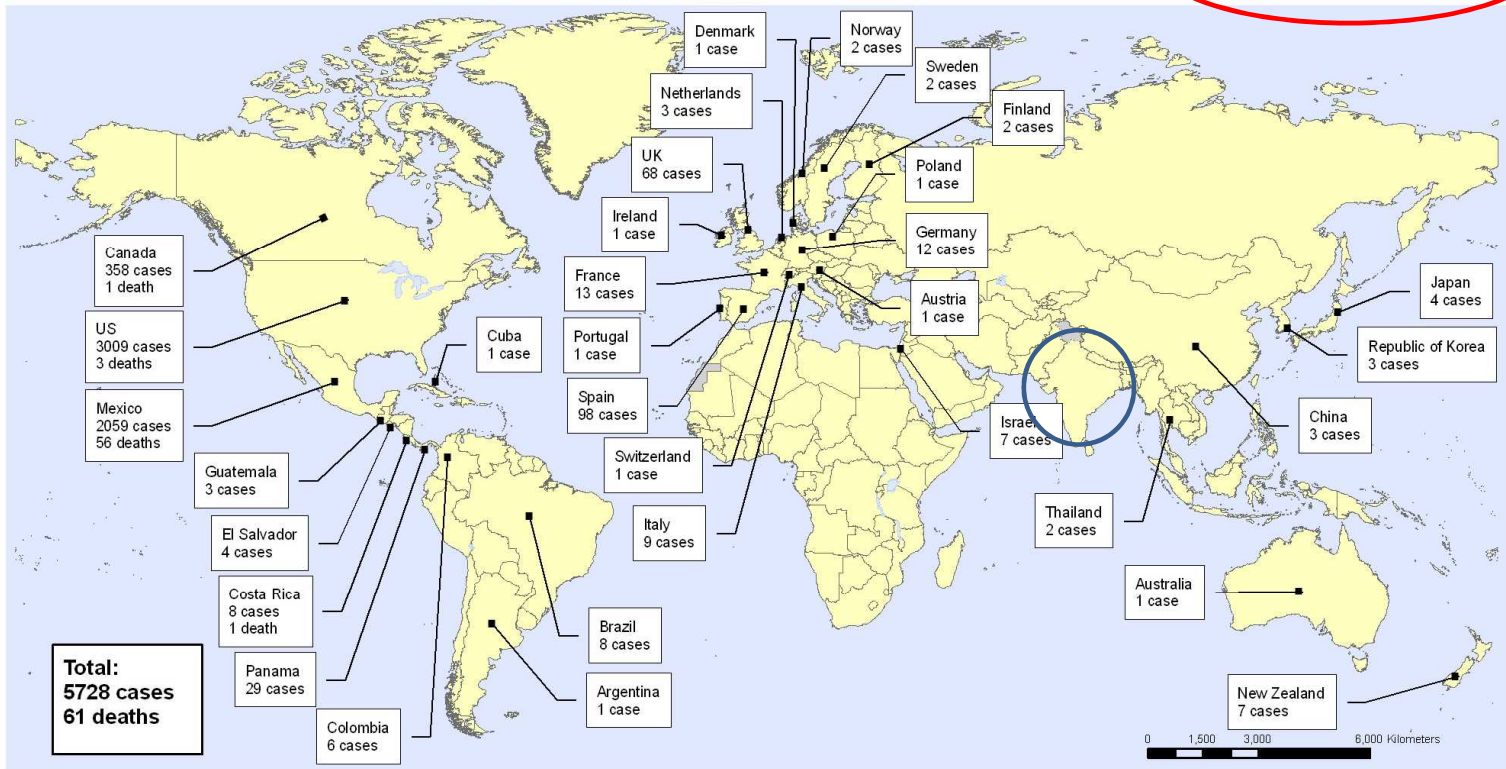 Denmark
1 case
Norway
2 cases
Sweden
2 cases
Netherlands
3 cases
Finland
2 cases
UK
68 cases
Poland
1 case
Ireland
1 case
Germany
12 cases
Canada
358 cases
1 death
France
13 cases
Austria
1 case
Japan
4 cases
US
3009 cases
3 deaths
Cuba
1 case
Portugal
1 case
Republic of Korea
3 cases
Mexico
2059 cases
56 deaths
Spain
98 cases
Israel
7 cases
China
3 cases
Guatemala
3 cases
Switzerland
1 case
Thailand
2 cases
El Salvador
4 cases
Italy
9 cases
Costa Rica
8 cases
1 death
Australia
1 case
Brazil
8 cases
Panama
29 cases
Argentina
1 case
New Zealand
7 cases
Colombia
6 cases
Total:
5728 cases
61 deaths
0 1,500 3,000 6,000 Kilometers